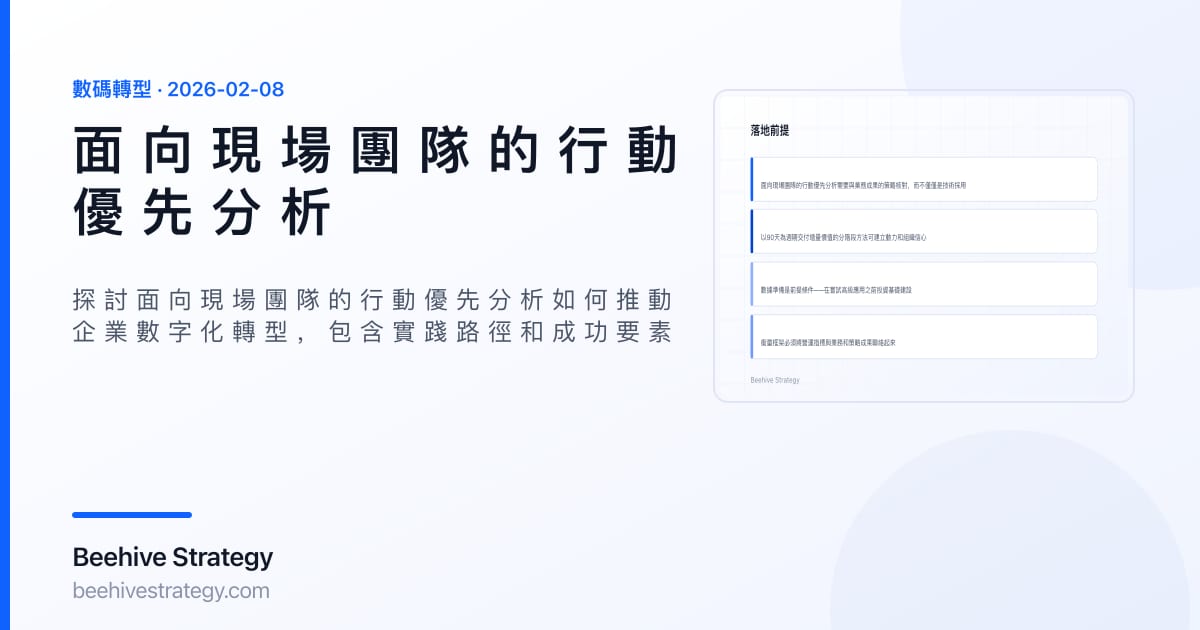 數碼轉型 · 2026-02-08
面向現場團隊的行動
優先分析
探討面向現場團隊的行動優先分析如何推動
企業數字化轉型，包含實踐路徑和成功要素
落地前提
面向現場團隊的行動優先分析需要與業務成果的策略核對，而不僅僅是技術採用
以90天為週期交付增量價值的分階段方法可建立動力和組織信心
數據準備是前提條件——在嘗試高級應用之前投資基礎建設
衡量框架必須將營運指標與業務和策略成果聯絡起來
Beehive Strategy
Beehive Strategy
beehivestrategy.com